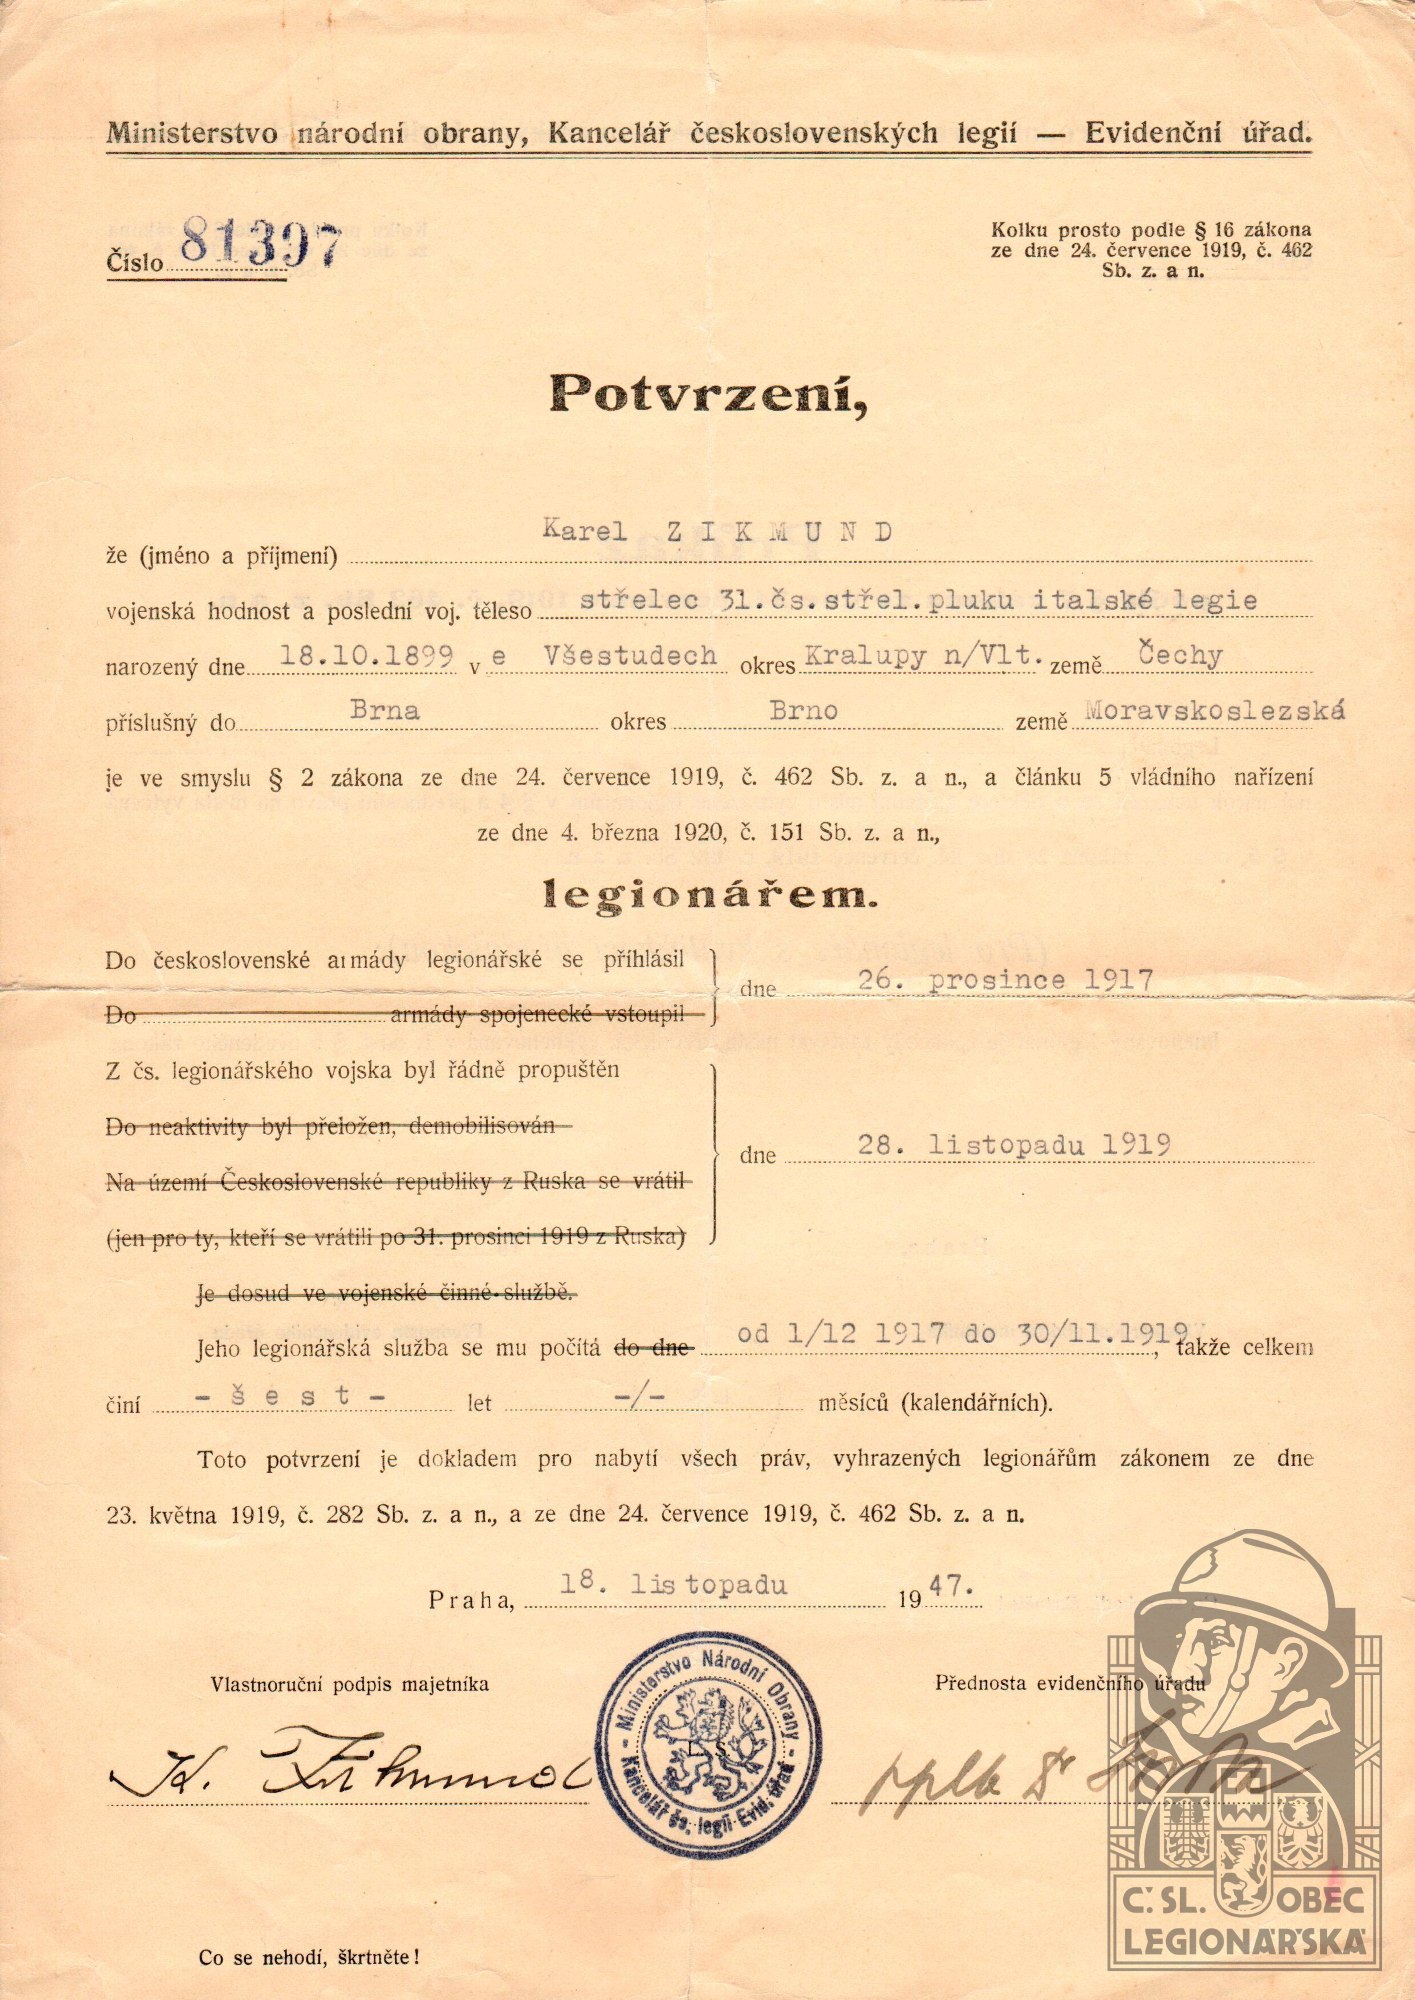 Ministerstvo národní obrany, Kancelář československých legií — Evidenční úřad.
Číslo 81397
Kolku prosto podle § 16 zákona
ze dne 24. července 1919, č. 462
Sb. z. a n.
Potvrzení,
že (jméno a příjmení) Karel ZIKMUND
vojenská hodnost a poslední voj. těleso střelec 31.čs.střel.pluku italské legie
narozený dne 18.10.1899 v e Všestudech okres Kralupy n/Vlt. země Čechy
příslušný do Brna okres Brno země Moravskoslezská
je ve smyslu § 2 zákona ze dne 24. července 1919, č. 462 Sb. z. a n., a článku 5 vládního nařízení
ze dne 4. března 1920, č. 151 Sb. z. a n.,
legionářem.
Do československé armády legionářské se přihlásil
dne 26. prosince 1917
Do armády spojenecké vstoupil
Z čs. legionářského vojska byl řádně propuštěn
Do neaktivity byl přeložen, demobilisován
dne 28. listopadu 1919
Na území Československé republiky z Ruska se vrátil
(jen pro ty, kteří se vrátili po 31. prosinci 1919 z Ruska)
Je dosud ve vojenské činné službě.
Jeho legionářská služba se mu počítá do dne od 1/12 1917 do 30/11.1919, takže celkem
činí - šest - let -/- měsíců (kalendářních).
Toto potvrzení je dokladem pro nabytí všech práv, vyhrazených legionářům zákonem ze dne
23. května 1919, č. 282 Sb. z. a n., a ze dne 24. července 1919, č. 462 Sb. z. a n.
Praha, 18. listopadu 1947.
Vlastnoruční podpis majetníka
Přednosta evidenčního úřadu
K. Zikmund
Ministerstvo Národní Obrany
L. S.
- Kancelář čs. legií-Evid. úřad -
pplk Dr
Č. SL. OBEC
LEGIONÁŘSKÁ
Co se nehodí, škrtněte!